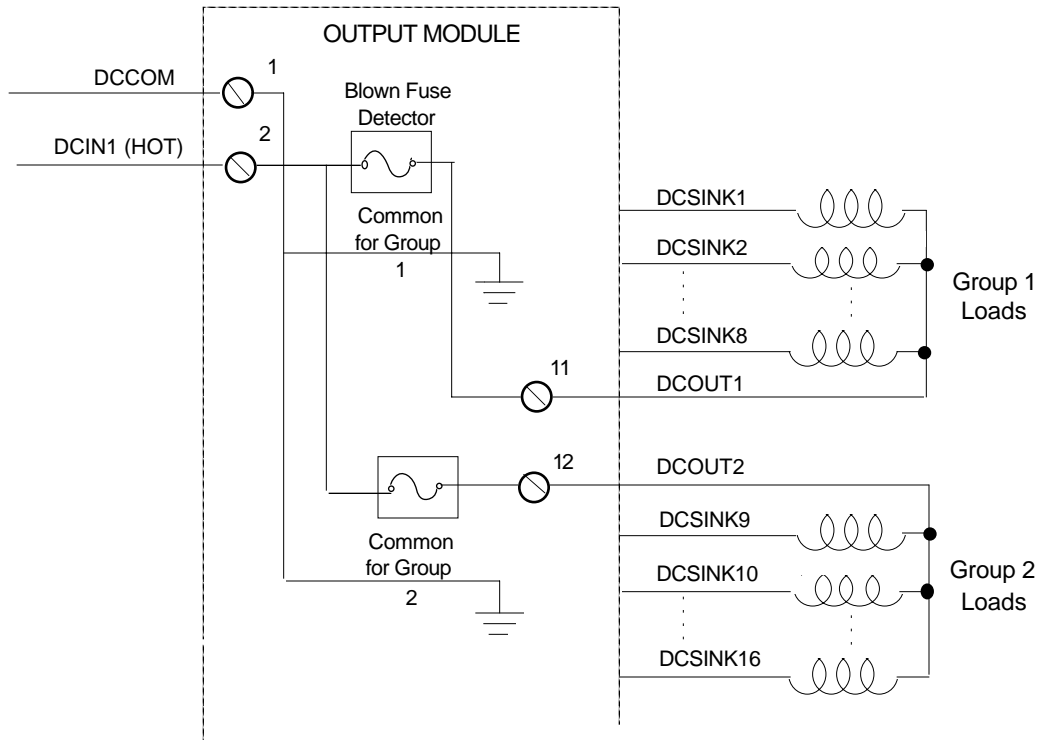 OUTPUT MODULE
DCCOM
1
Blown Fuse
Detector
DCIN1 (HOT)
2
Common
for Group
1
DCSINK1
DCSINK2
DCSINK8
Group 1
Loads
11
DCOUT1
12
DCOUT2
Common
for Group
2
DCSINK9
DCSINK10
DCSINK16
Group 2
Loads